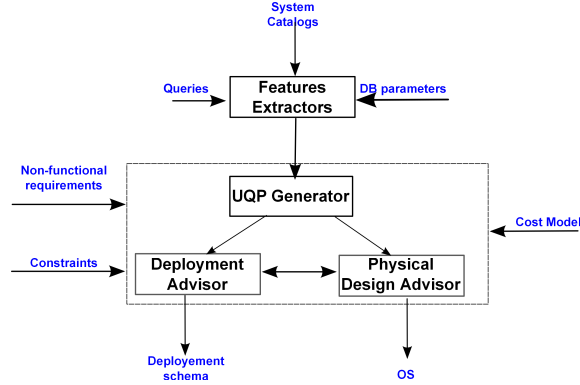 System
Catalogs
Queries
Features
Extractors
DB parameters
Non-functional
requirements
UQP Generator
Cost Model
Constraints
Deployment
Advisor
Physical
Design Advisor
Deployement
schema
OS